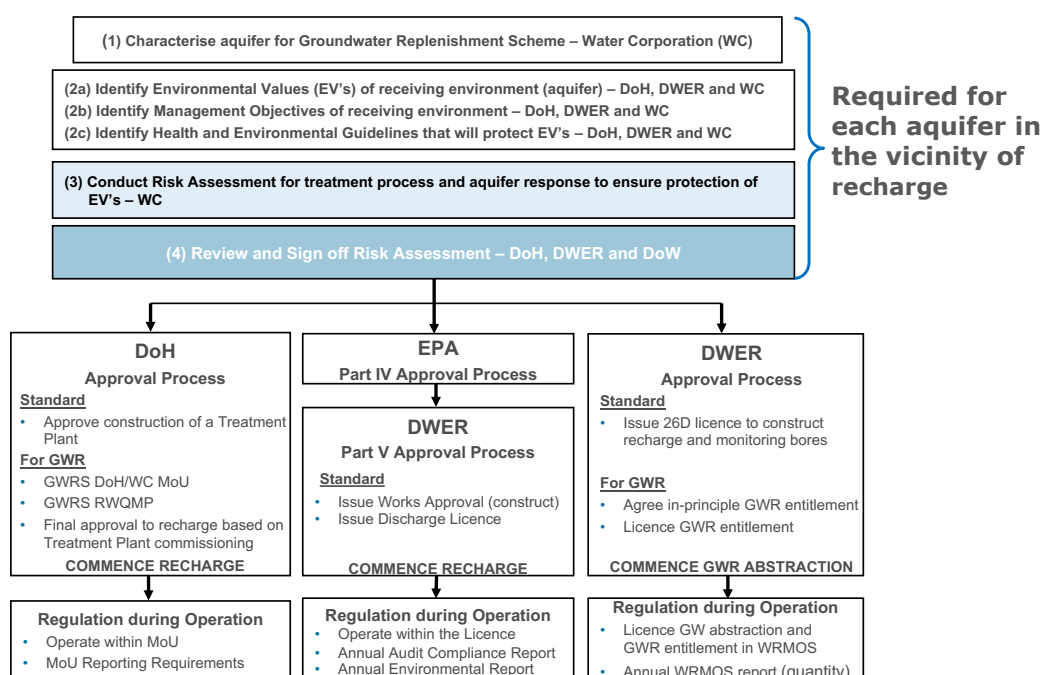 (1) Characterise aquifer for Groundwater Replenishment Scheme – Water Corporation (WC)
(2a) Identify Environmental Values (EV's) of receiving environment (aquifer) – DoH, DWER and WC
(2b) Identify Management Objectives of receiving environment – DoH, DWER and WC
(2c) Identify Health and Environmental Guidelines that will protect EV's – DoH, DWER and WC
(3) Conduct Risk Assessment for treatment process and aquifer response to ensure protection of
EV's – WC
(4) Review and Sign off Risk Assessment – DoH, DWER and DoW
Required for
each aquifer in
the vicinity of
recharge
DoH
Approval Process
Standard
• Approve construction of a Treatment
Plant
For GWR
• GWRS DoH/WC MoU
• GWRS RWQMP
• Final approval to recharge based on
Treatment Plant commissioning
COMMENCE RECHARGE
Regulation during Operation
• Operate within MoU
• MoU Reporting Requirements
EPA
Part IV Approval Process
DWER
Part V Approval Process
Standard
• Issue Works Approval (construct)
• Issue Discharge Licence
COMMENCE RECHARGE
Regulation during Operation
• Operate within the Licence
• Annual Audit Compliance Report
• Annual Environmental Report
DWER
Approval Process
Standard
• Issue 26D licence to construct
recharge and monitoring bores
For GWR
• Agree in-principle GWR entitlement
• Licence GWR entitlement
COMMENCE GWR ABSTRACTION
Regulation during Operation
• Licence GW abstraction and
GWR entitlement in WRMOS
• Annual WRMOS report (quantity)